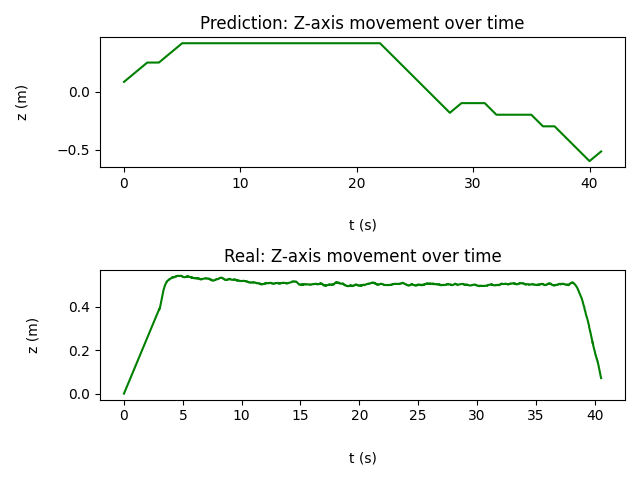 Prediction: Z-axis movement over time
z (m)
0.0
−0.5
0 10 20 30 40
t (s)
Real: Z-axis movement over time
z (m)
0.4
0.2
0.0
0 5 10 15 20 25 30 35 40
t (s)